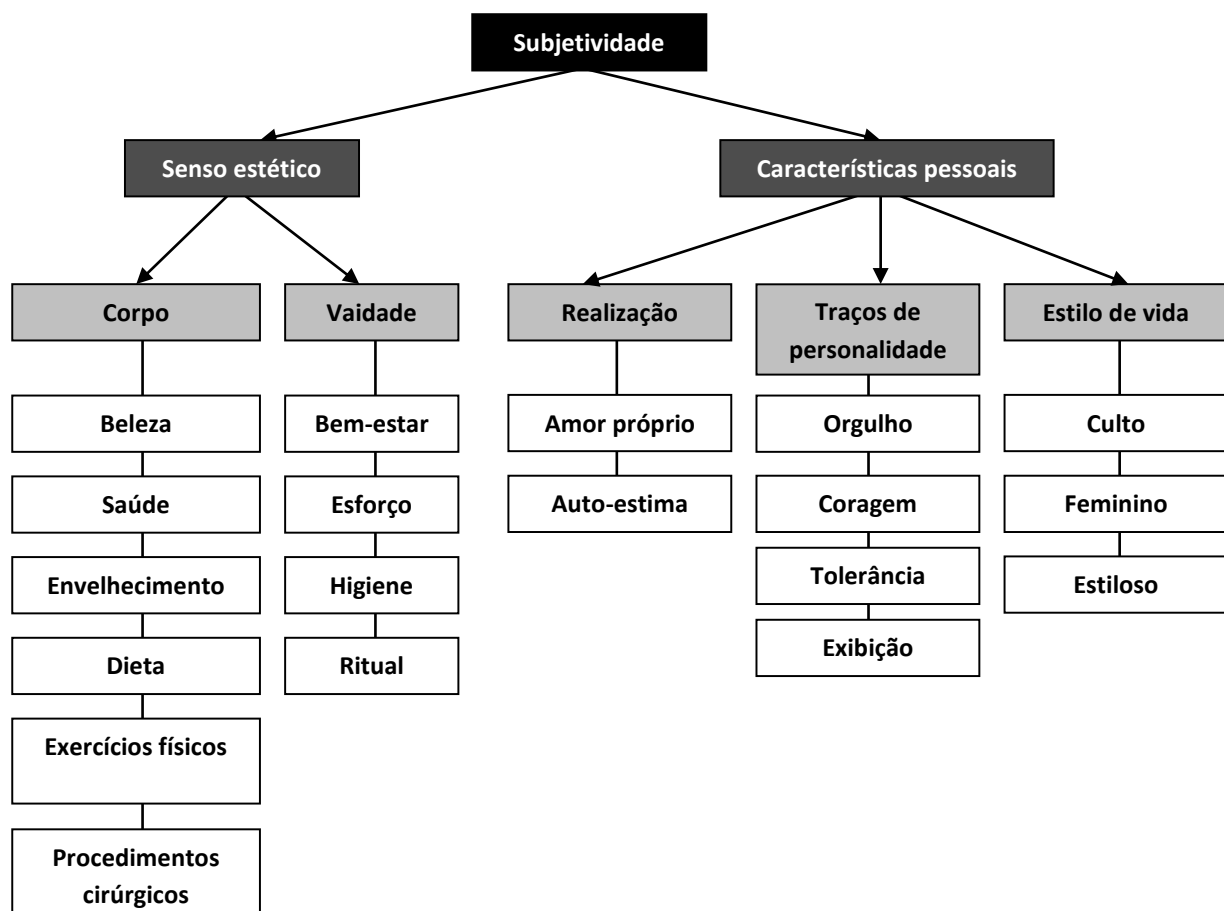 Subjetividade
Senso estético
Característicass pessoais
Corpo
Vaidade
Realização
Traços de
personalidade
Estilo de vida
Beleza
Bem-estar
Amor próprio
Orgulho
Culto
Saúde
Esforço
Auto-estima
Coragem
Feminino
Envelhecimento
Higiene
Tolerância
Estiloso
Dieta
Ritual
Exibição
Exercícios físicos
Procedimentos
cirúrgicos